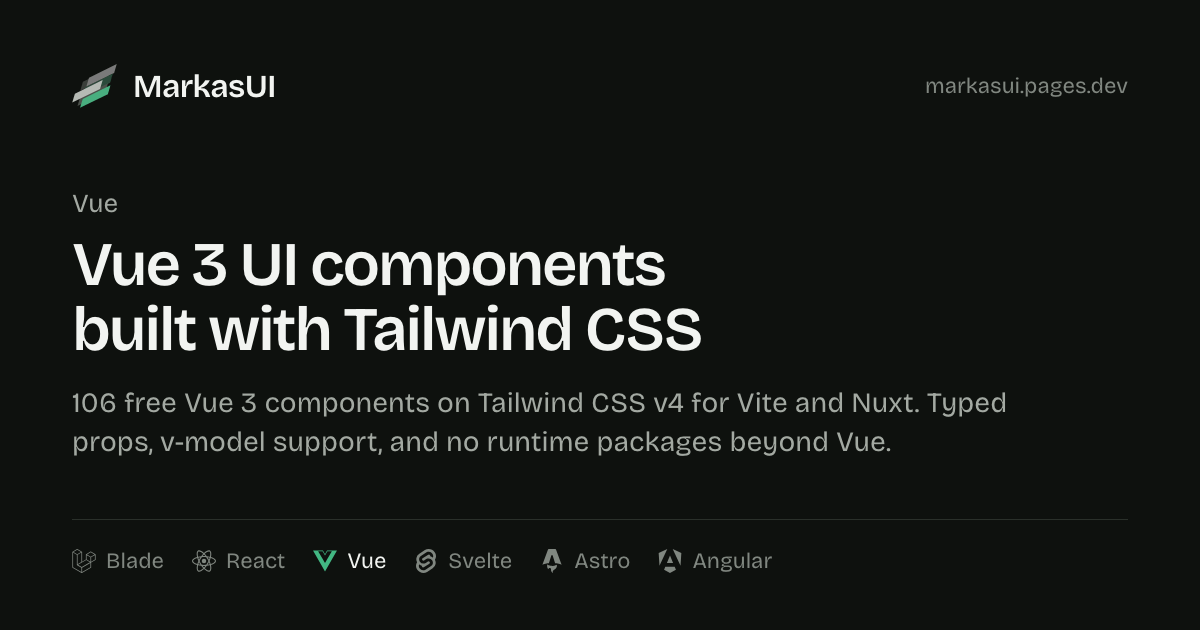 MarkasUI
markasui.pages.dev
Vue
Vue 3 UI components
built with Tailwind CSS
106 free Vue 3 components on Tailwind CSS v4 for Vite and Nuxt. Typed
props, v-model support, and no runtime packages beyond Vue.
Blade React Vue Svelte Astro Angular